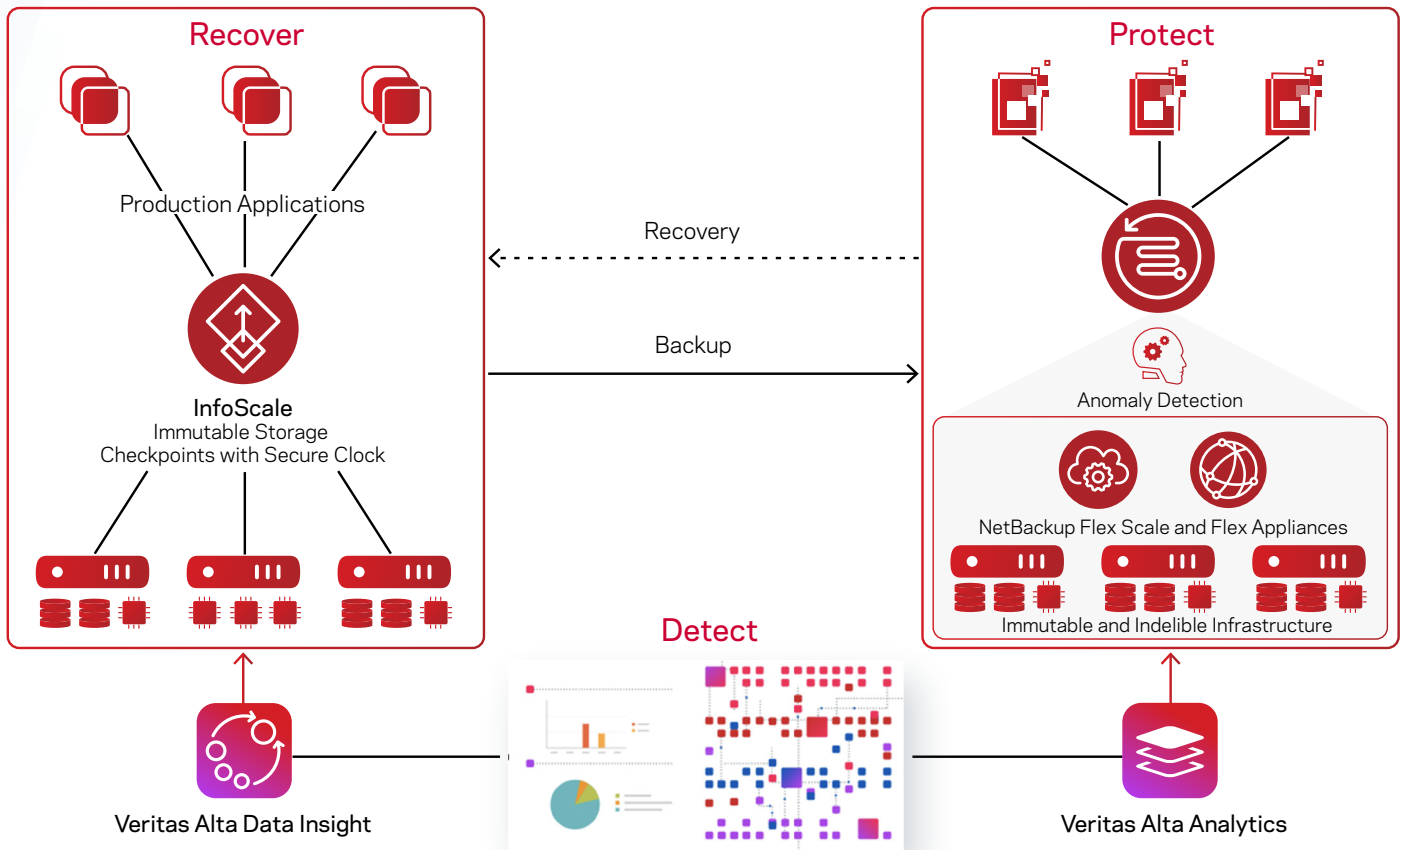 Recover
Production Applications
InfoScale
Immutable Storage
Checkpoints with Secure Clock
Recovery
Backup
Protect
Anomaly Detection
NetBackup Flex Scale and Flex Appliances
Immutable and Indelible Infrastructure
Detect
Veritas Alta Data Insight
Veritas Alta Analytics